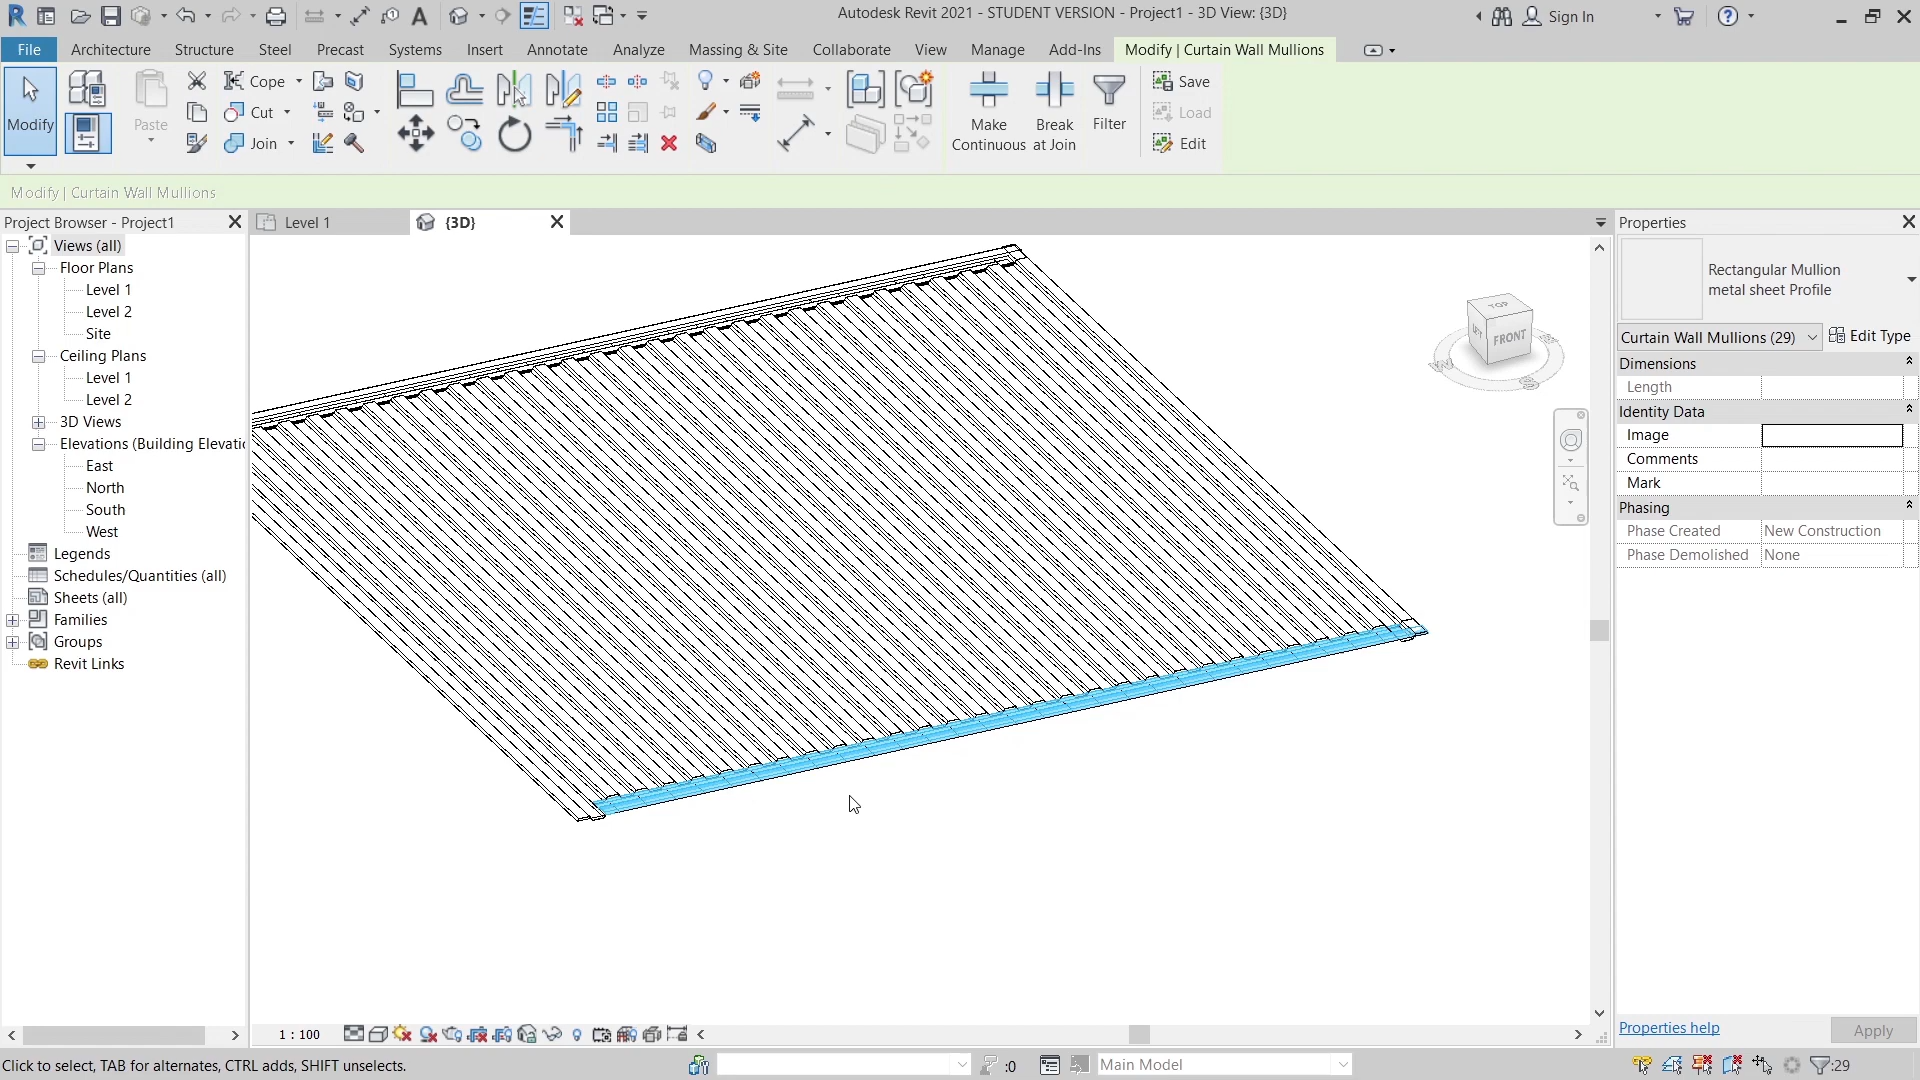 Autodesk Revit 2021 - STUDENT VERSION - Project1 - 3D View: {3D}
Sign In
File
Architecture
Structure
Steel
Precast
Systems
Insert
Annotate
Analyze
Massing & Site
Collaborate
View
Manage
Add-Ins
Modify | Curtain Wall Mullions
Modify
Paste
Cope
Cut
Join
Make
Continuous
Break
at Join
Filter
Save
Load
Edit
Modify | Curtain Wall Mullions
Project Browser - Project1
Views (all)
Floor Plans
Level 1
Level 2
Site
Ceiling Plans
Level 1
Level 2
3D Views
Elevations (Building Elevatic
East
North
South
West
Legends
Schedules/Quantities (all)
Sheets (all)
Families
Groups
Revit Links
Level 1
{3D}
TOP
FRONT
W
S
Properties
Rectangular Mullion
metal sheet Profile
Curtain Wall Mullions (29)
Edit Type
Dimensions
Length
Identity Data
Image
Comments
Mark
Phasing
Phase Created
New Construction
Phase Demolished
None
Properties help
Apply
1 : 100
Click to select, TAB for alternates, CTRL adds, SHIFT unselects.
:0
Main Model
:29